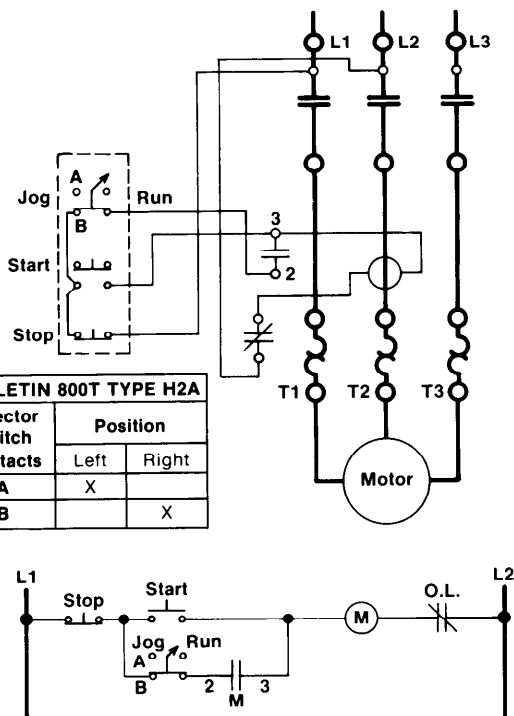 L1 L2 L3
A
Jog Run
B
3
Start
2
Stop
LETIN 800T TYPE H2A
T1 T2 T3
ector Position
itch
tacts Left Right
Motor
A X
B X
L1 L2
Stop Start O.L.
M
Jog Run
A
B 2 3
M